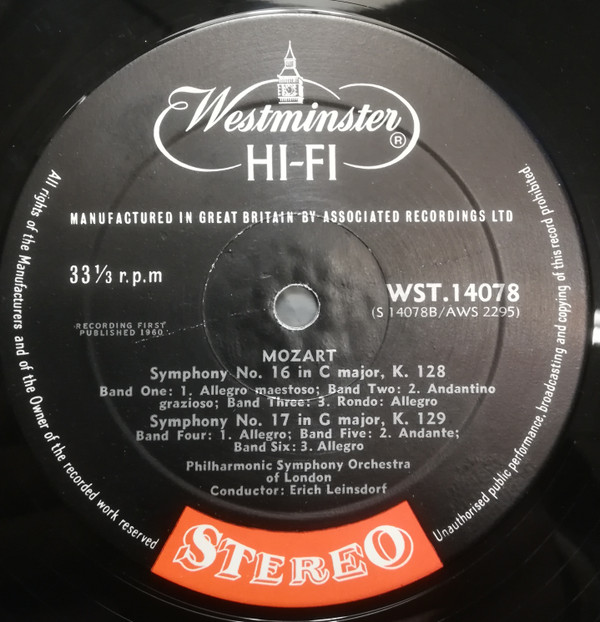 Westminster
®
HI-FI
MANUFACTURED IN GREAT BRITAIN BY ASSOCIATED RECORDINGS LTD
33 1/3 r.p.m
WST.14078
(S 14078B/AWS 2295)
RECORDING FIRST
PUBLISHED 1960
MOZART
Symphony No. 16 in C major, K. 128
Band One: 1. Allegro maestoso; Band Two: 2. Andantino
grazioso; Band Three: 3. Rondo: Allegro
Symphony No. 17 in G major, K. 129
Band Four: 1. Allegro; Band Five: 2. Andante;
Band Six: 3. Allegro
Philharmonic Symphony Orchestra
of London
Conductor: Erich Leinsdorf
STEREO
All rights of the Manufacturers and of the Owner of the recorded work reserved
Unauthorised public performance, broadcasting and copying of this record prohibited.